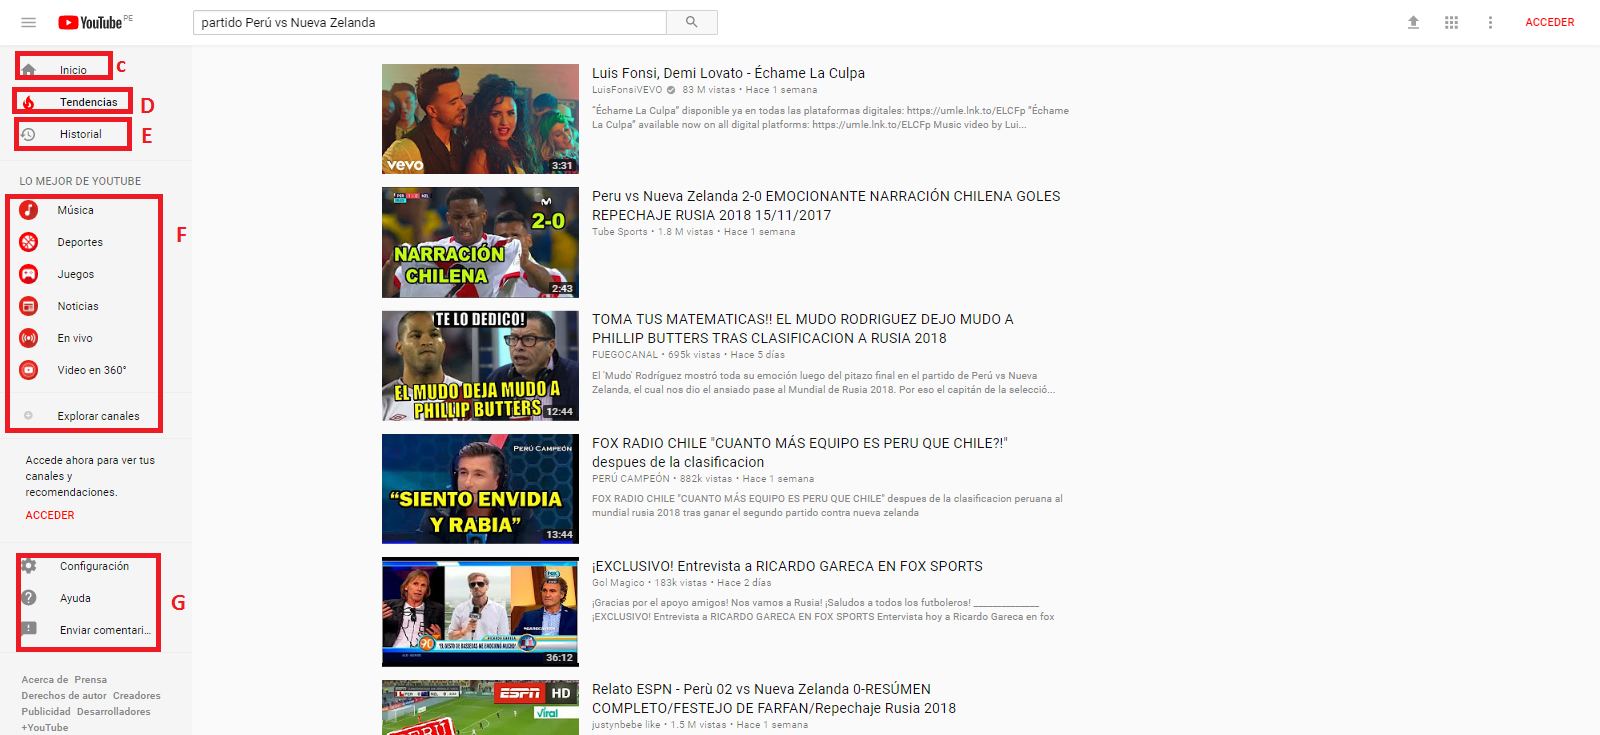 YouTube PE
partido Perú vs Nueva Zelanda
ACCEDER
Inicio
C
Tendencias
D
Historial
E
LO MEJOR DE YOUTUBE
Música
F
Deportes
Juegos
Noticias
En vivo
Video en 360°
Explorar canales
Accede ahora para ver tus
canales y
recomendaciones.
ACCEDER
Configuración
Ayuda
G
Enviar comentari...
Acerca de Prensa
Derechos de autor Creadores
Publicidad Desarrolladores
+YouTube
vevo
3:31
Luis Fonsi, Demi Lovato - Échame La Culpa
LuisFonsiVEVO 83 M vistas • Hace 1 semana
"Échame La Culpa" disponible ya en todas las plataformas digitales: https://umle.lnk.to/ELCFp "Échame
La Culpa" available now on all digital platforms: https://umle.lnk.to/ELCFp Music video by Lui...
2-0
NARRACIÓN
CHILENA
2:43
Peru vs Nueva Zelanda 2-0 EMOCIONANTE NARRACIÓN CHILENA GOLES
REPECHAJE RUSIA 2018 15/11/2017
Tube Sports • 1.8 M vistas • Hace 1 semana
TE LO DEDICO!
EL MUDO DEJA MUDO A
PHILLIP BUTTERS
12:44
TOMA TUS MATEMATICAS!! EL MUDO RODRIGUEZ DEJO MUDO A
PHILLIP BUTTERS TRAS CLASIFICACION A RUSIA 2018
FUEGOCANAL • 695k vistas • Hace 5 días
El 'Mudo' Rodríguez mostró toda su emoción luego del pitazo final en el partido de Perú vs Nueva
Zelanda, el cual nos dio el ansiado pase al Mundial de Rusia 2018. Por eso el capitán de la selecció...
PERÚ CAMPEÓN
"SIENTO ENVIDIA
Y RABIA"
13:44
FOX RADIO CHILE "CUANTO MÁS EQUIPO ES PERU QUE CHILE?!"
despues de la clasificacion
PERÚ CAMPEÓN • 882k vistas • Hace 1 semana
FOX RADIO CHILE "CUANTO MÁS EQUIPO ES PERU QUE CHILE" despues de la clasificacion peruana al
mundial rusia 2018 tras ganar el segundo partido contra nueva zelanda
90
36:12
¡EXCLUSIVO! Entrevista a RICARDO GARECA EN FOX SPORTS
Gol Magico • 183k vistas • Hace 2 días
¡Gracias por el apoyo amigos! Nos vamos a Rusia! ¡Saludos a todos los futboleros! ______________
¡EXCLUSIVO! Entrevista a RICARDO GARECA EN FOX SPORTS Entervista hoy a Ricardo Gareca en fox
ESPN HD
viral
PERU
Relato ESPN - Perù 02 vs Nueva Zelanda 0-RESÚMEN
COMPLETO/FESTEJO DE FARFAN/Repechaje Rusia 2018
justynbebe like • 1.5 M vistas • Hace 1 semana